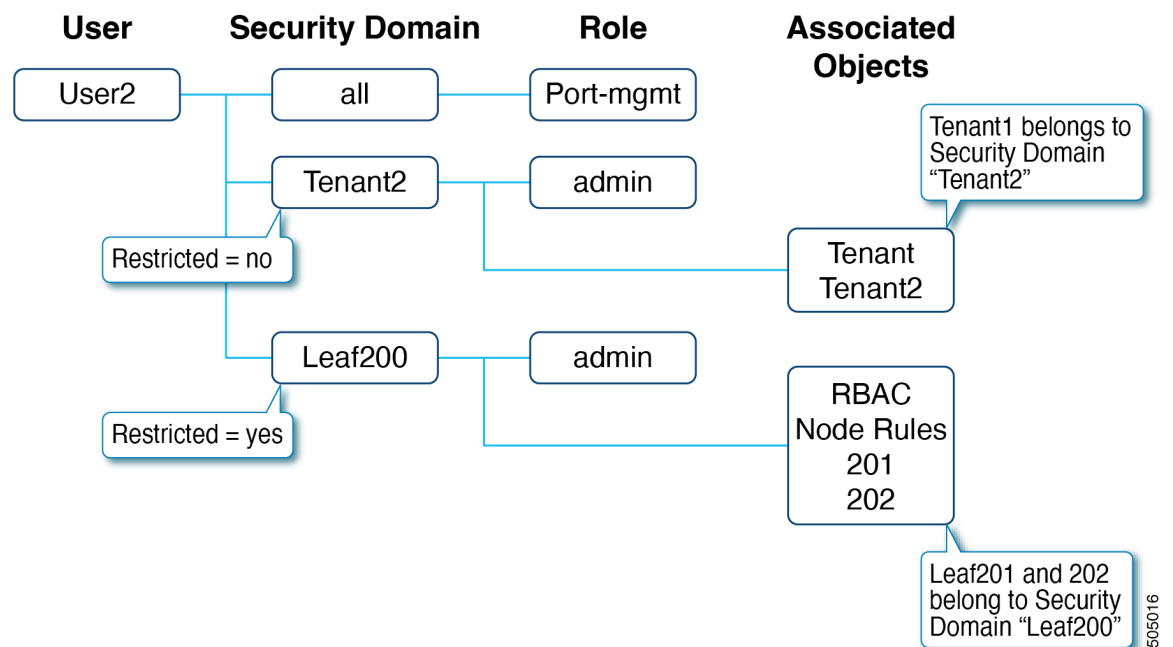 User
Security Domain
Role
Associated
Objects
User2
all
Port-mgmt
Tenant1 belongs to
Security Domain
“Tenant2”
Tenant2
admin
Restricted = no
Tenant
Tenant2
Leaf200
admin
RBAC
Node Rules
201
202
Restricted = yes
Leaf201 and 202
belong to Security
Domain “Leaf200”
505016